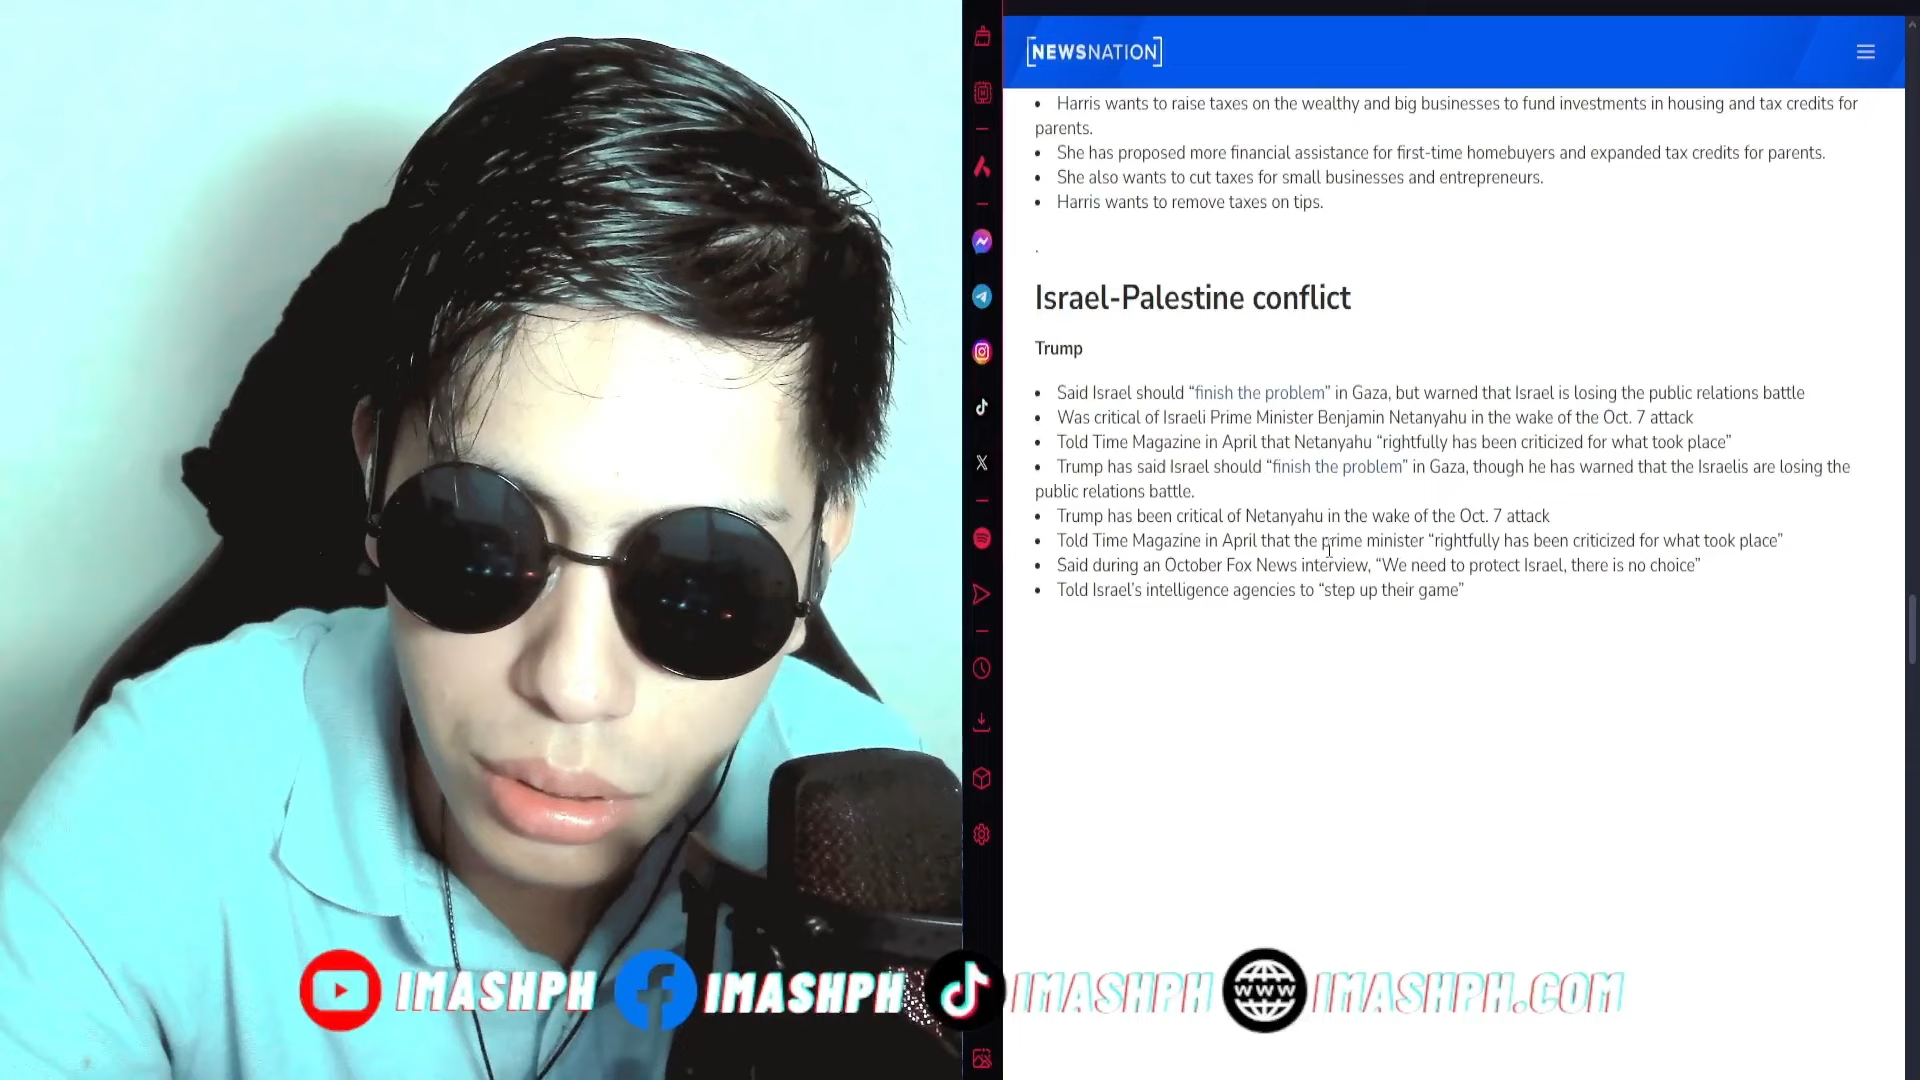 [NEWSNATION]
• Harris wants to raise taxes on the wealthy and big businesses to fund investments in housing and tax credits for
parents.
• She has proposed more financial assistance for first-time homebuyers and expanded tax credits for parents.
• She also wants to cut taxes for small businesses and entrepreneurs.
• Harris wants to remove taxes on tips.
.
Israel-Palestine conflict
Trump
• Said Israel should “finish the problem” in Gaza, but warned that Israel is losing the public relations battle
• Was critical of Israeli Prime Minister Benjamin Netanyahu in the wake of the Oct. 7 attack
• Told Time Magazine in April that Netanyahu “rightfully has been criticized for what took place”
• Trump has said Israel should “finish the problem” in Gaza, though he has warned that the Israelis are losing the
public relations battle.
• Trump has been critical of Netanyahu in the wake of the Oct. 7 attack
• Told Time Magazine in April that the prime minister “rightfully has been criticized for what took place”
• Said during an October Fox News interview, “We need to protect Israel, there is no choice”
• Told Israel’s intelligence agencies to “step up their game”
IMASHPH IMASHPH IMASHPH WWW IMASHPH.COM